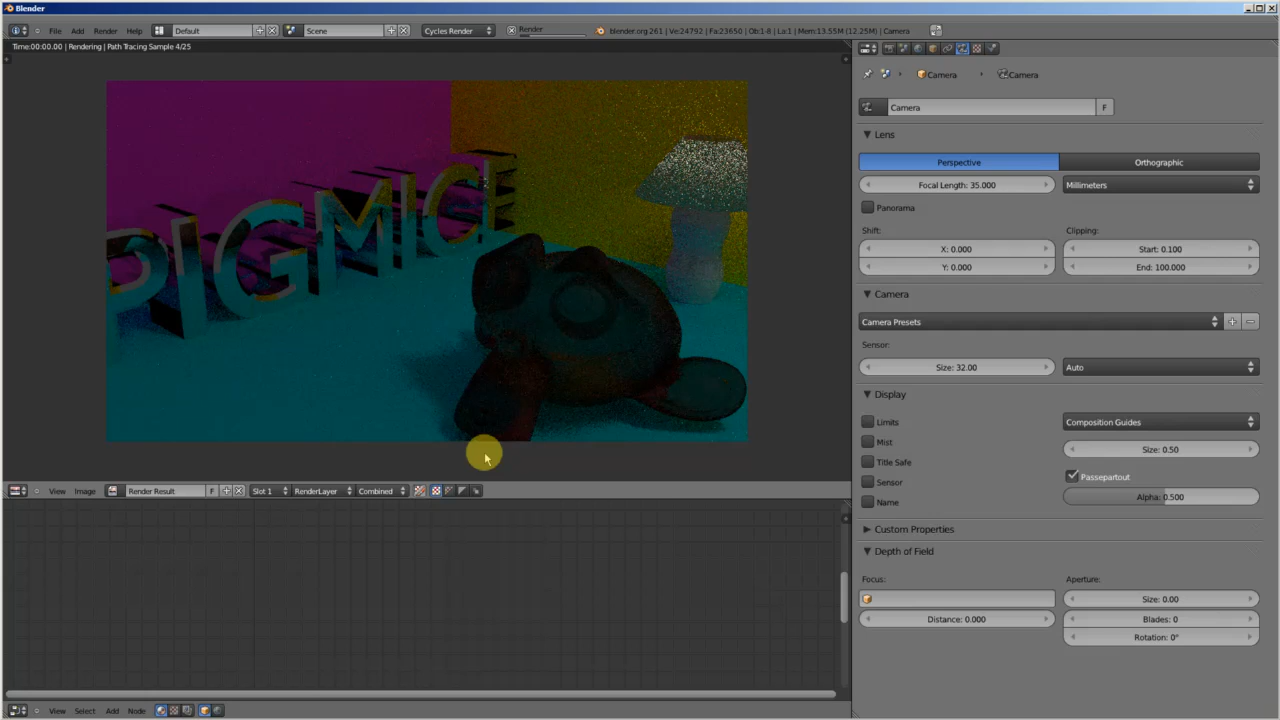 Blender
File Add Render Help Default Scene Cycles Render Render blender.org 261 | Ve:24792 | Fa:23650 | Ob:1-8 | La:1 | Mem:13.55M (12.25M) | Camera
Time:00:00.00 | Rendering | Path Tracing Sample 4/25
Camera Camera
Camera F
Lens
Perspective Orthographic
Focal Length: 35.000 Millimeters
Panorama
Shift: Clipping:
X: 0.000 Start: 0.100
Y: 0.000 End: 100.000
Camera
Camera Presets
Sensor:
Size: 32.00 Auto
Display
Limits Composition Guides
Mist Size: 0.50
Title Safe
Sensor Passepartout
Name Alpha: 0.500
Custom Properties
Depth of Field
Focus: Aperture:
Size: 0.00
Distance: 0.000 Blades: 0
Rotation: 0°
PIGMICE
View Image Render Result F Slot 1 RenderLayer Combined
View Select Add Node